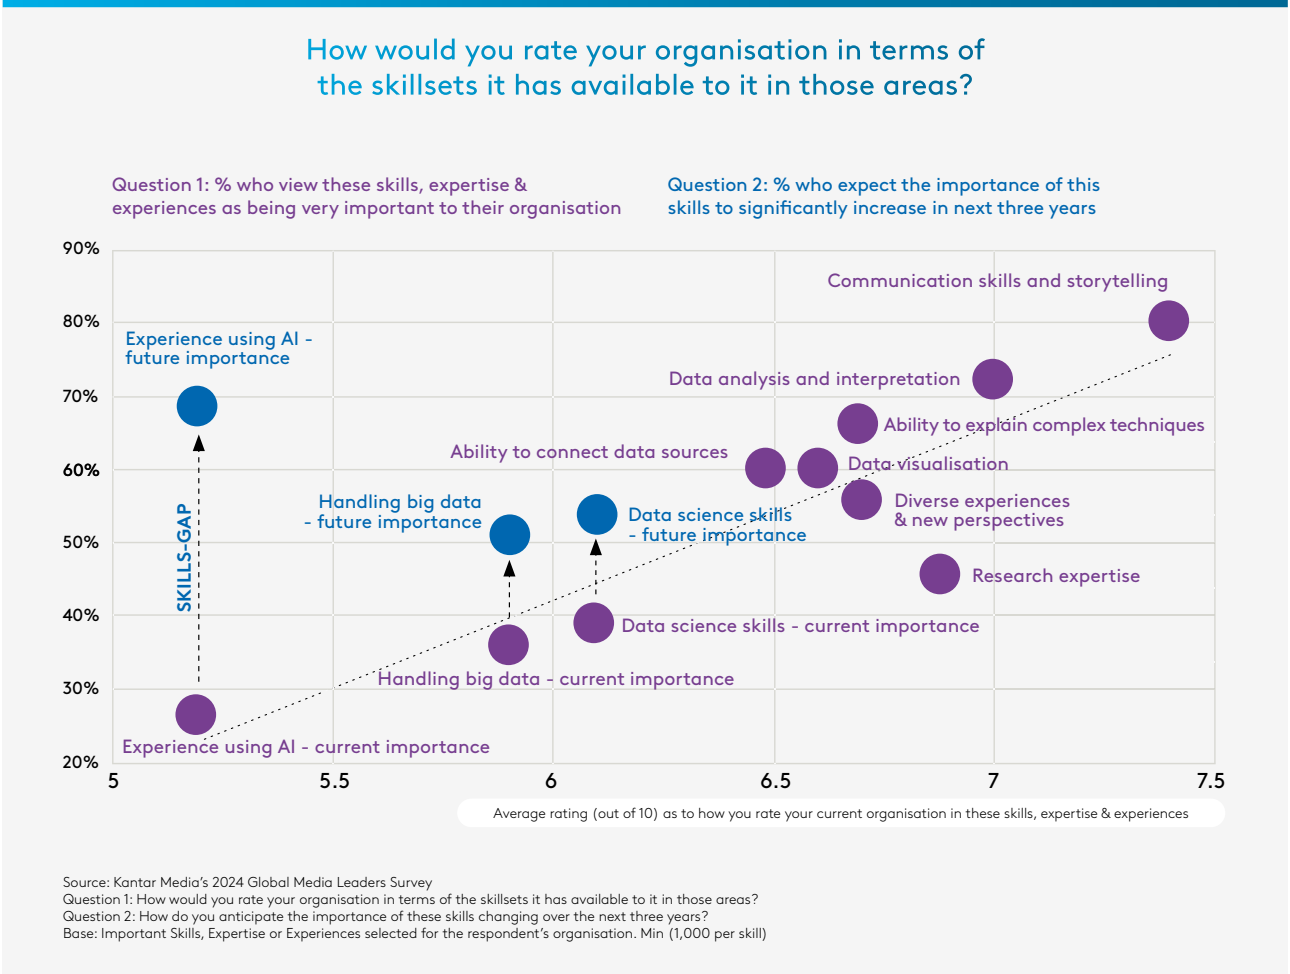 How would you rate your organisation in terms of
the skillsets it has available to it in those areas?
Question 1: % who view these skills, expertise &
experiences as being very important to their organisation
Question 2: % who expect the importance of this
skills to significantly increase in next three years
90%
80%
70%
60%
50%
40%
30%
20%
Communication skills and storytelling
Experience using AI -
future importance
Data analysis and interpretation
Ability to explain complex techniques
Ability to connect data sources
Data visualisation
Handling big data
- future importance
Diverse experiences
& new perspectives
Data science skills
- future importance
SKILLS-GAP
Research expertise
Data science skills - current importance
Handling big data - current importance
Experience using AI - current importance
5
5.5
6
6.5
7
7.5
Average rating (out of 10) as to how you rate your current organisation in these skills, expertise & experiences
Source: Kantar Media's 2024 Global Media Leaders Survey
Question 1: How would you rate your organisation in terms of the skillsets it has available to it in those areas?
Question 2: How do you anticipate the importance of these skills changing over the next three years?
Base: Important Skills, Expertise or Experiences selected for the respondent's organisation. Min (1,000 per skill)